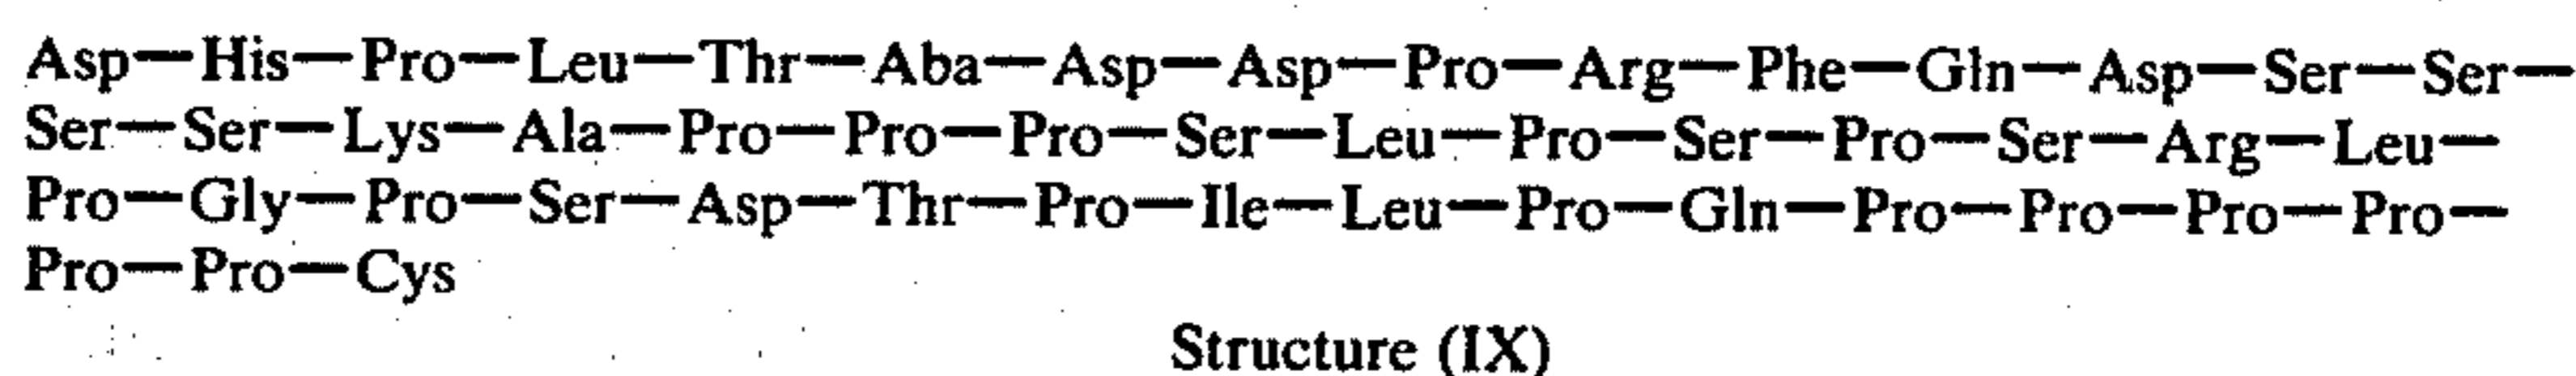 Asp—His—Pro—Leu—Thr—Aba—Asp—Asp—Pro—Arg—Phe—Gln—Asp—Ser—Ser—
Ser—Ser—Lys—Ala—Pro—Pro—Pro—Ser—Leu—Pro—Ser—Pro—Ser—Arg—Leu—
Pro—Gly—Pro—Ser—Asp—Thr—Pro—Ile—Leu—Pro—Gln—Pro—Pro—Pro—Pro—
Pro—Pro—Cys
Structure (IX)